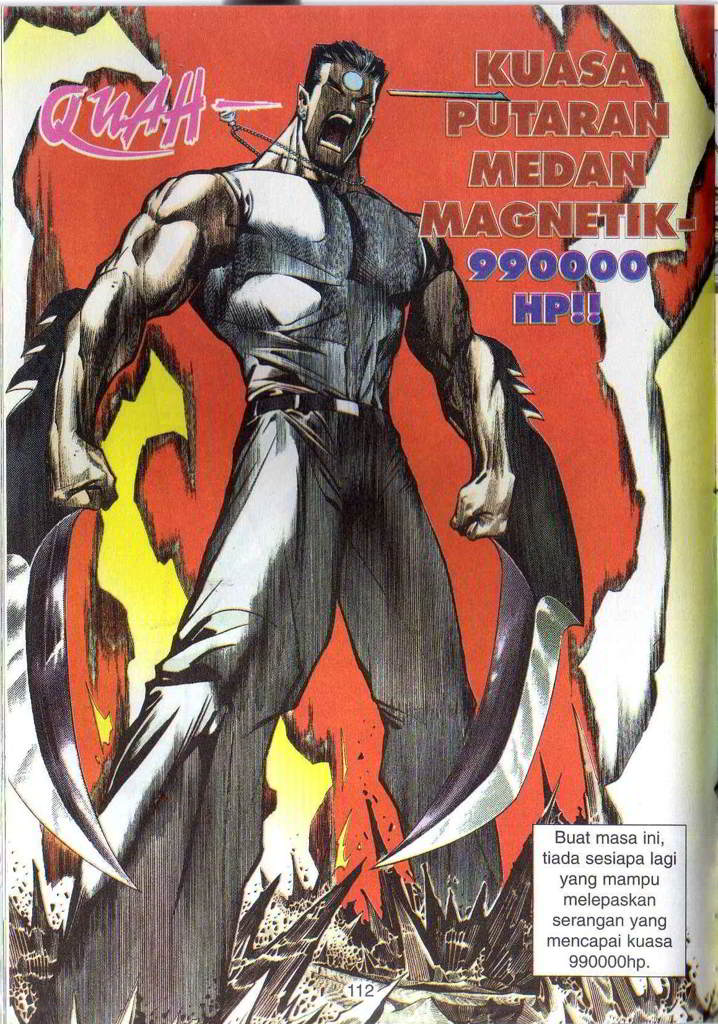 QUAH—
KUASA
PUTARAN
MEDAN
MAGNETIK-
990000
HP!!
Buat masa ini,
tiada sesiapa lagi
yang mampu
melepaskan
serangan yang
mencapai kuasa
990000hp.
112